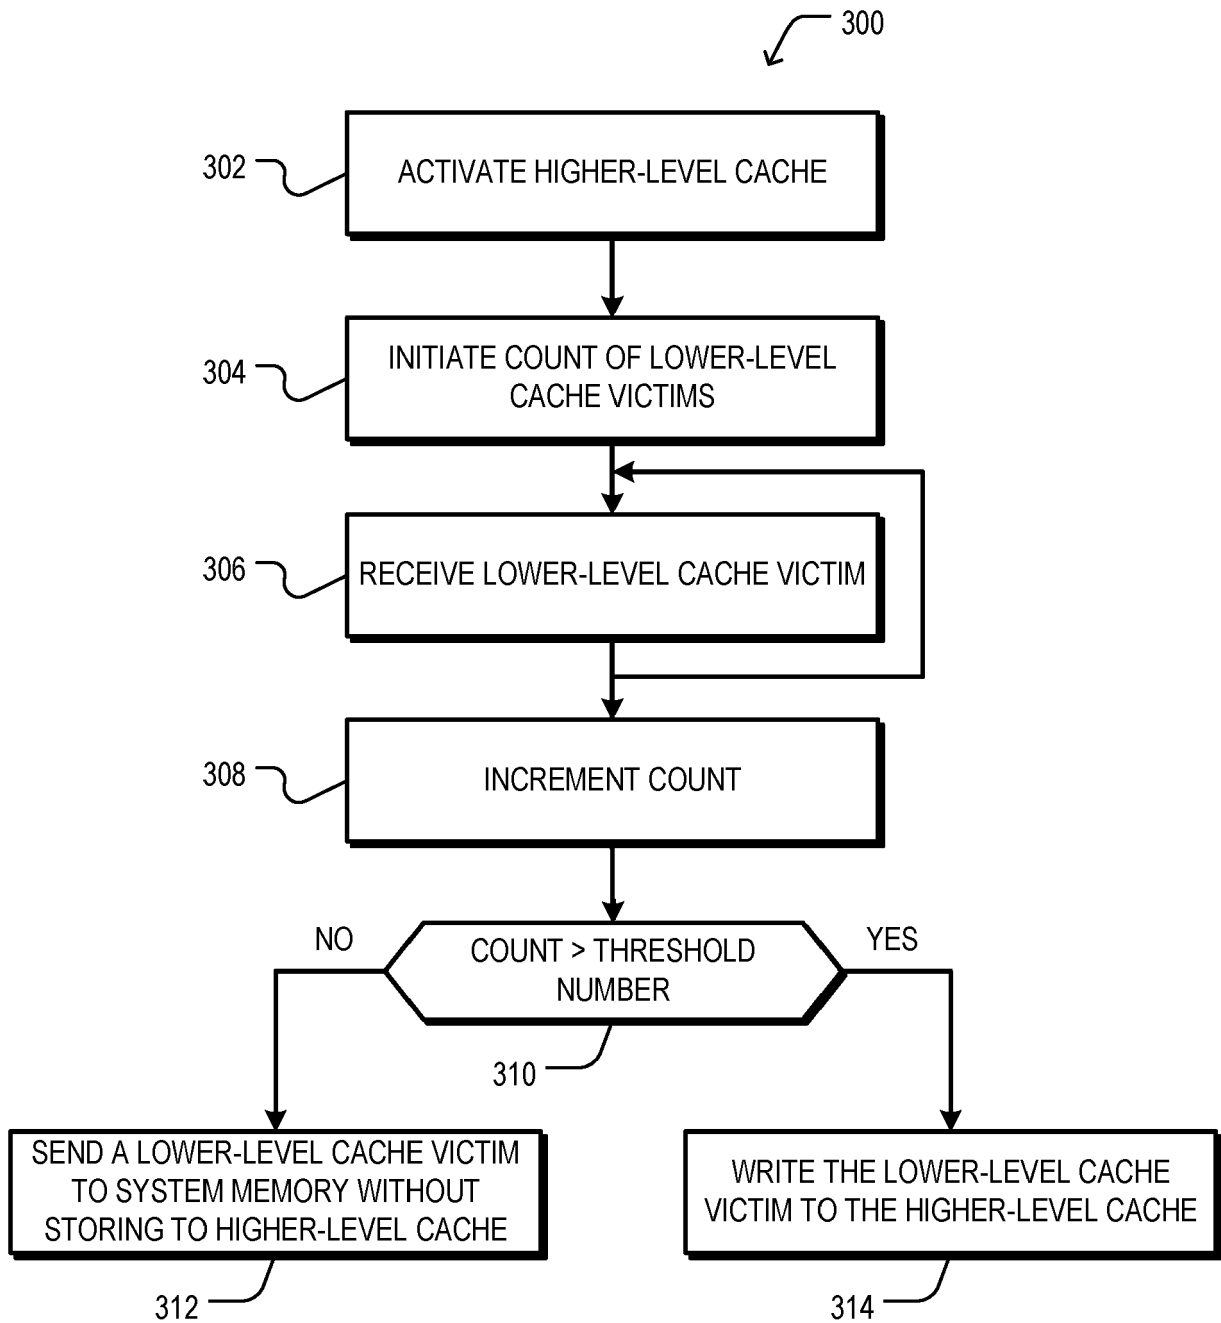 300
302
ACTIVATE HIGHER-LEVEL CACHE
304
INITIATE COUNT OF LOWER-LEVEL
CACHE VICTIMS
306
RECEIVE LOWER-LEVEL CACHE VICTIM
308
INCREMENT COUNT
NO
COUNT > THRESHOLD
NUMBER
YES
310
SEND A LOWER-LEVEL CACHE VICTIM
TO SYSTEM MEMORY WITHOUT
STORING TO HIGHER-LEVEL CACHE
312
WRITE THE LOWER-LEVEL CACHE
VICTIM TO THE HIGHER-LEVEL CACHE
314